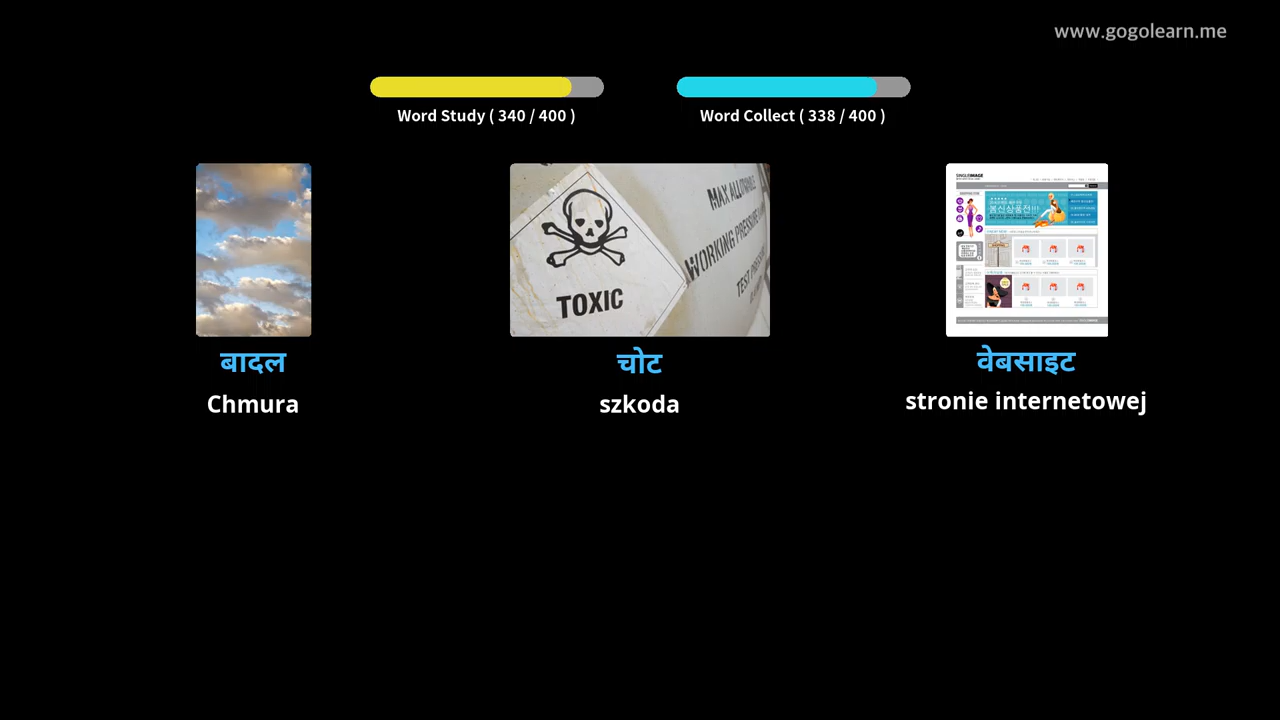 www.gogolearn.me
Word Study ( 340 / 400 )
Word Collect ( 338 / 400 )
MAX ALLOWABLE
WORKING PRESSURE
TOXIC
बादल
चोट
वेबसाइट
Chmura
szkoda
stronie internetowej